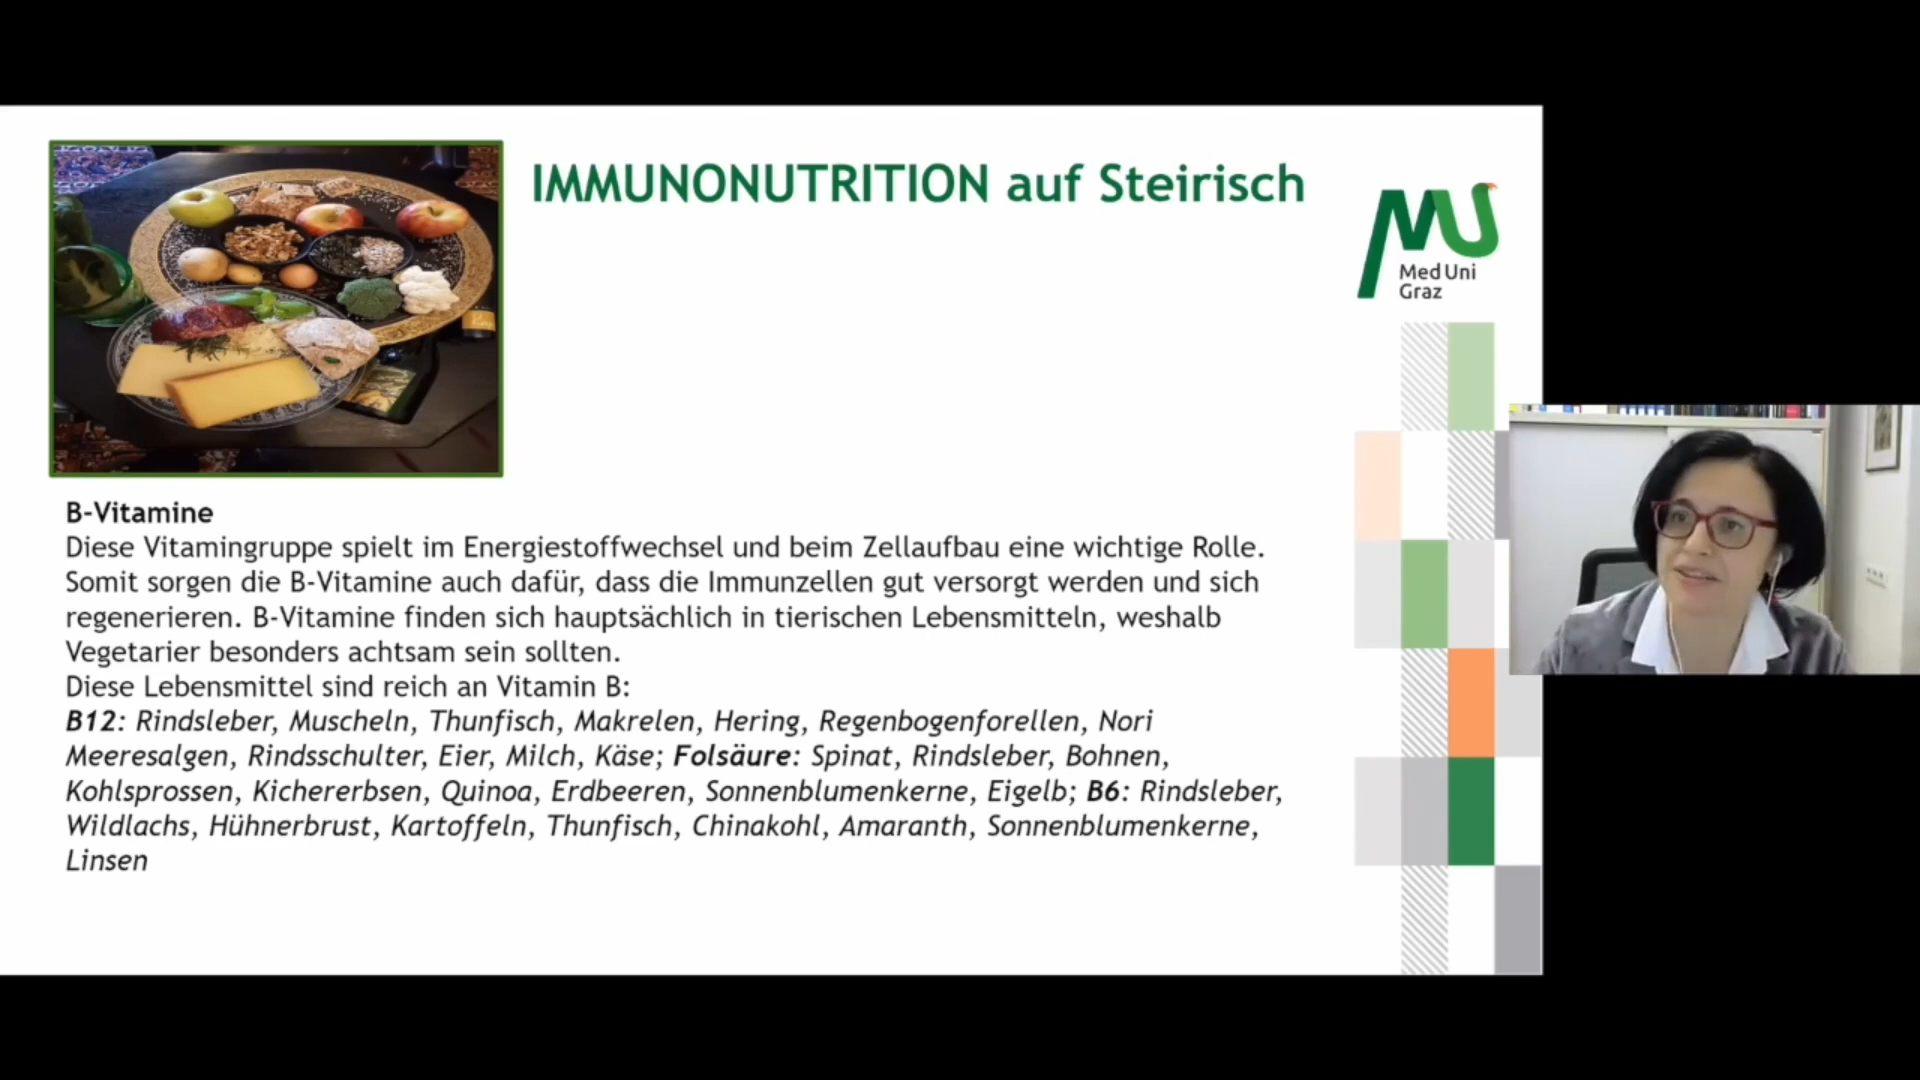 IMMUNONUTRITION auf Steirisch
Med Uni
Graz
B-Vitamine
Diese Vitamingruppe spielt im Energiestoffwechsel und beim Zellaufbau eine wichtige Rolle.
Somit sorgen die B-Vitamine auch dafür, dass die Immunzellen gut versorgt werden und sich
regenerieren. B-Vitamine finden sich hauptsächlich in tierischen Lebensmitteln, weshalb
Vegetarier besonders achtsam sein sollten.
Diese Lebensmittel sind reich an Vitamin B:
B12: Rindsleber, Muscheln, Thunfisch, Makrelen, Hering, Regenbogenforellen, Nori
Meeresalgen, Rindsschulter, Eier, Milch, Käse; Folsäure: Spinat, Rindsleber, Bohnen,
Kohlsprossen, Kichererbsen, Quinoa, Erdbeeren, Sonnenblumenkerne, Eigelb; B6: Rindsleber,
Wildlachs, Hühnerbrust, Kartoffeln, Thunfisch, Chinakohl, Amaranth, Sonnenblumenkerne,
Linsen